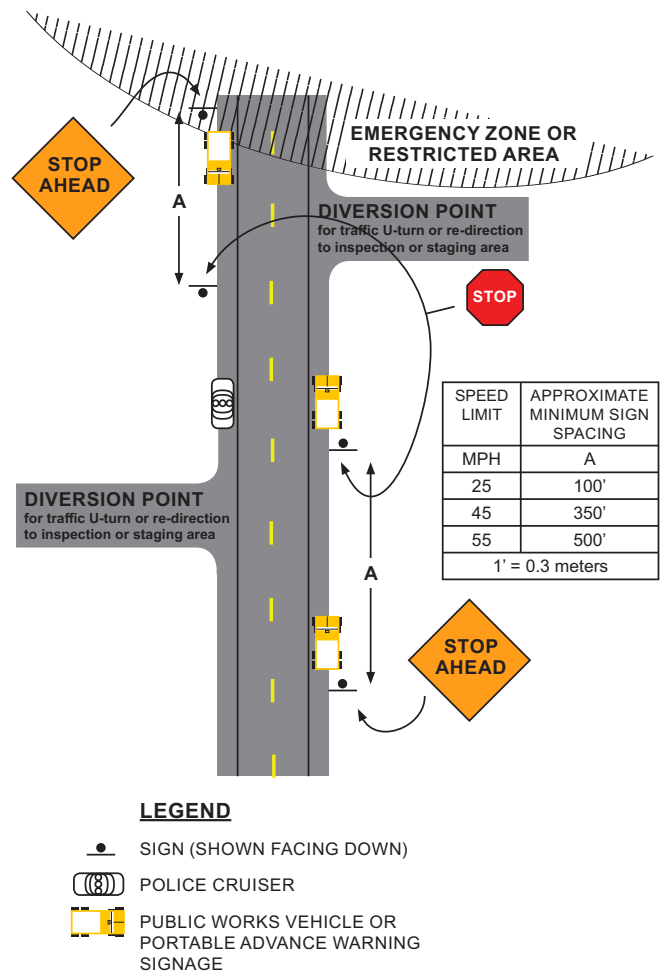 EMERGENCY ZONE OR
RESTRICTED AREA
STOP
AHEAD
A
DIVERSION POINT
for traffic U-turn or re-direction
to inspection or staging area
STOP
SPEED LIMIT APPROXIMATE MINIMUM SIGN SPACING
MPH A
25 100’
45 350’
55 500’
1’ = 0.3 meters
DIVERSION POINT
for traffic U-turn or re-direction
to inspection or staging area
A
STOP
AHEAD
LEGEND
SIGN (SHOWN FACING DOWN)
POLICE CRUISER
PUBLIC WORKS VEHICLE OR
PORTABLE ADVANCE WARNING
SIGNAGE